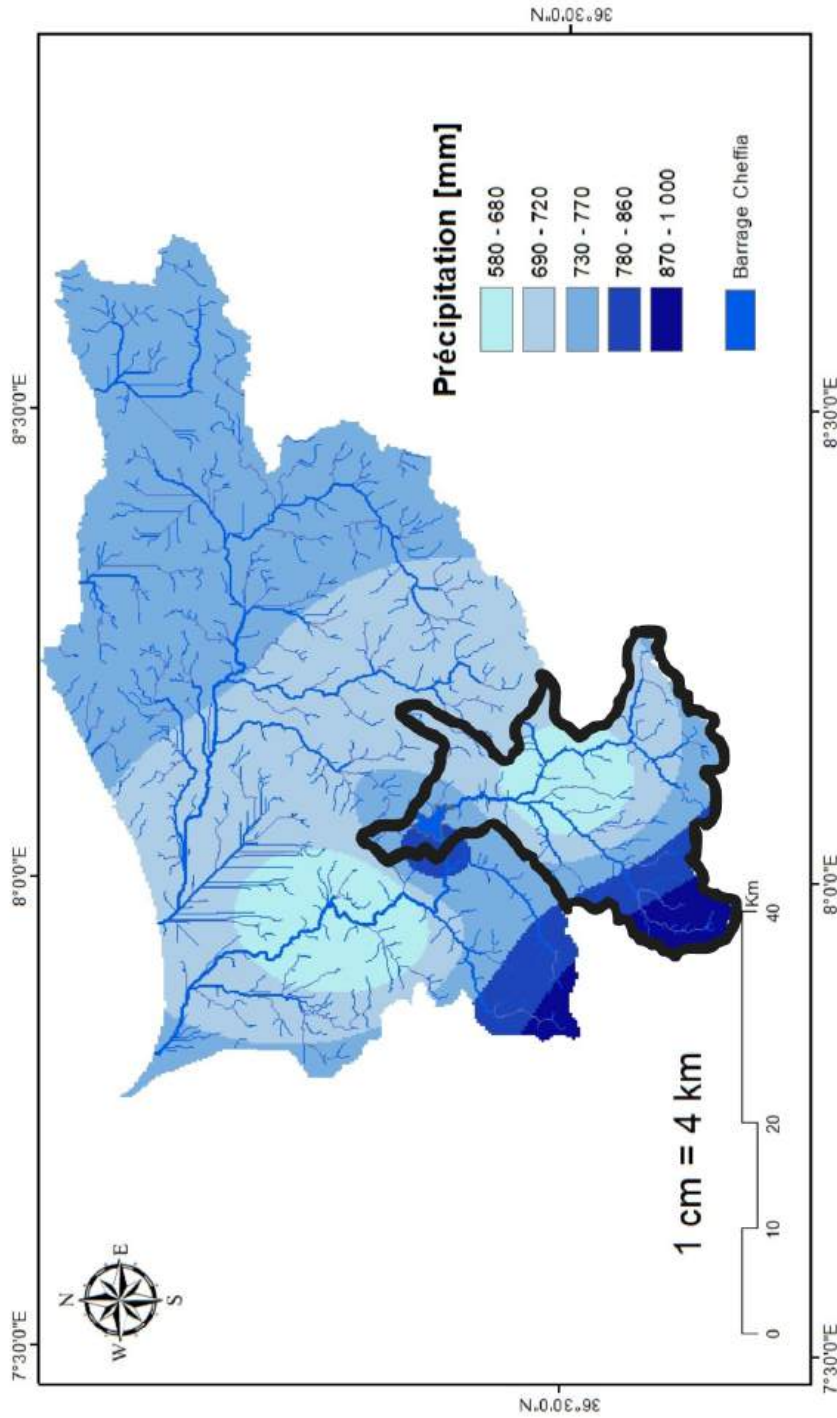 7°30'0"E
8°0'0"E
8°30'0"E
N
W
E
S
36°30'0"N
36°30'0"N
Précipitation [mm]
580 - 680
690 - 720
730 - 770
780 - 860
870 - 1 000
Barrage Cheffia
1 cm = 4 km
Km
0
10
20
40
7°30'0"E
8°0'0"E
8°30'0"E